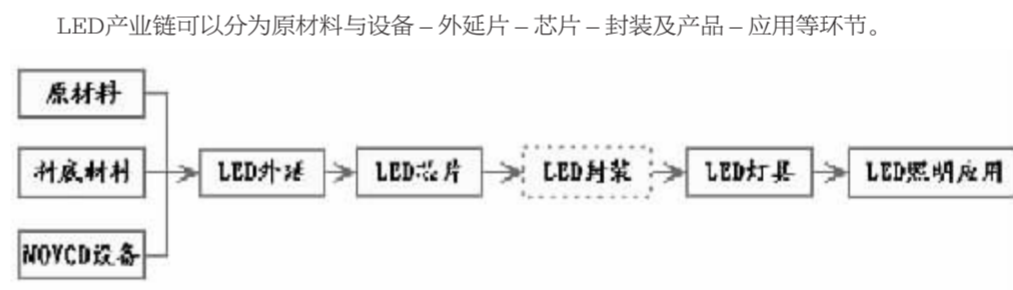 LED产业链可以分为原材料与设备 – 外延片 – 芯片 – 封装及产品 – 应用等环节。
原材料
衬底材料
MOVCD设备
LED外延
LED芯片
LED封装
LED灯具
LED照明应用